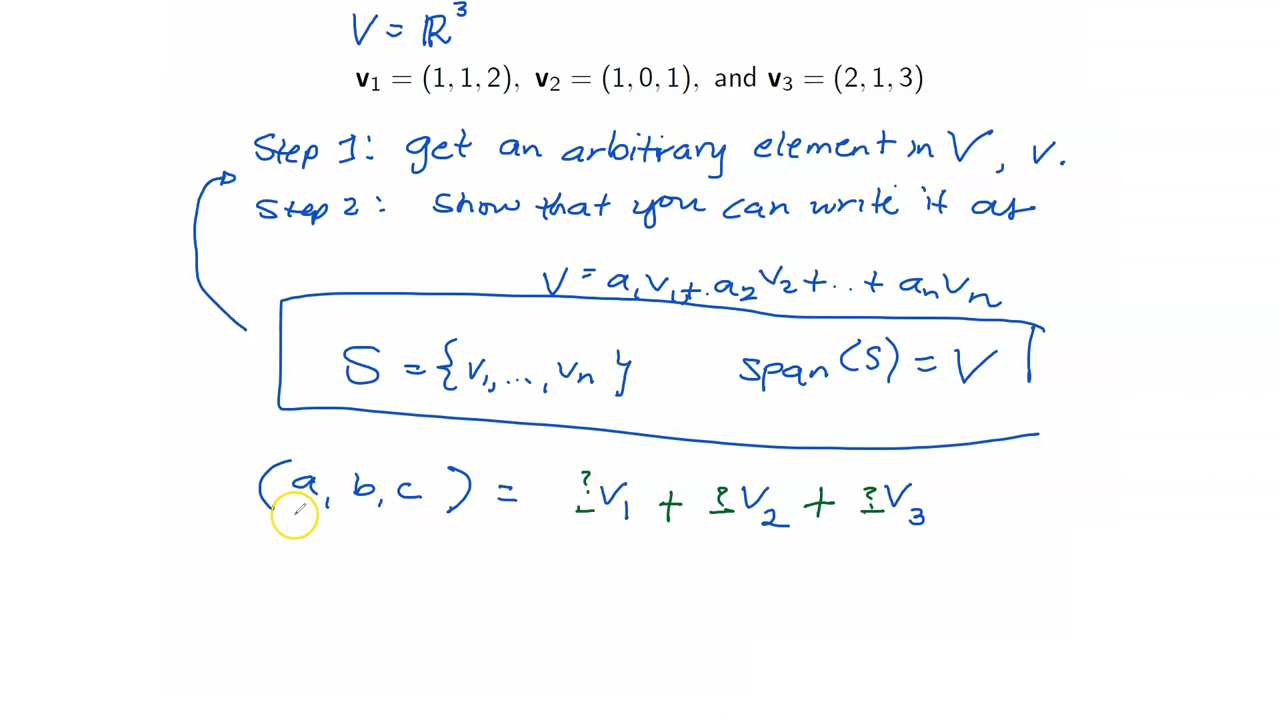 V = ℝ³
v₁ = (1, 1, 2), v₂ = (1, 0, 1), and v₃ = (2, 1, 3)
Step 1: get an arbitrary element in V, v.
Step 2: show that you can write it as
v = a₁v₁ + a₂v₂ + .. + aₙvₙ
S = {v₁, ..., vₙ} span(S) = V
(a, b, c) = ?v₁ + ?v₂ + ?v₃